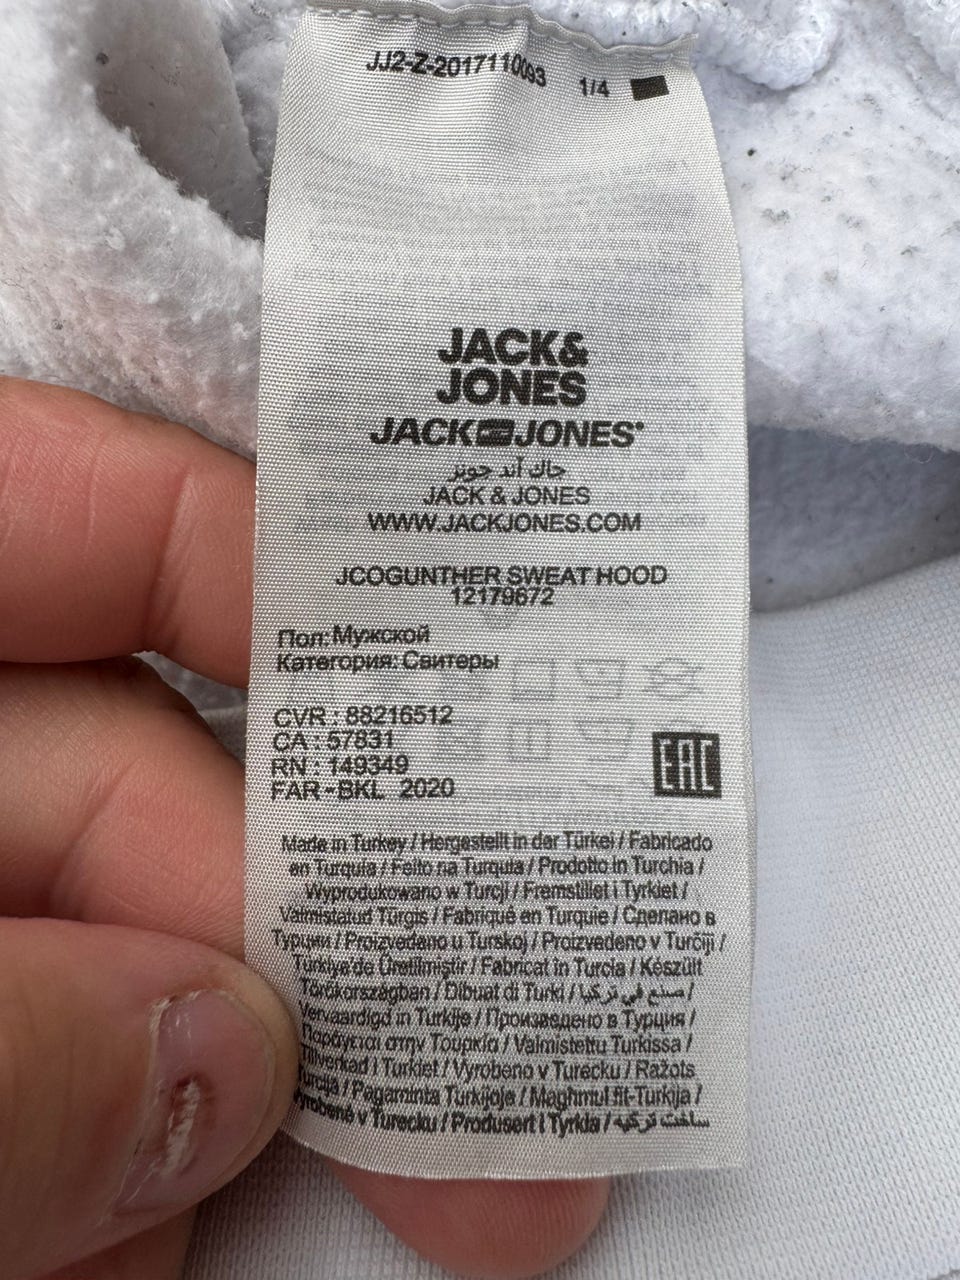 JJ2-Z-2017110093 1/4
JACK&
JONES
JACK JONES®
جاك آند جونز
JACK & JONES
WWW.JACKJONES.COM
JCOGUNTHER SWEAT HOOD
12179672
Пол: Мужской
Категория: Свитеры
CVR : 88216512
CA : 57831
RN : 149349
FAR-BKL 2020
EAC
Made in Turkey / Hergestellt in dar Türkei / Fabricado
en Turquía / Feito na Turquia / Prodotto in Turchia /
Wyprodukowano w Turcji / Fremstillet i Tyrkiet /
Valmistatud Türgis / Fabriqué en Turquie / Сделано в
Турции / Proizvedano u Turskoj / Proizvedeno v Turčiji /
Türkiye'de Üretilmiştir / Fabricat în Turcia / Készült
Törökországban / Dibuat di Turki / صنع في تركيا /
Vervaardigd in Turkije / Произведено в Турция /
Παράγεται στην Τουρκία / Valmistettu Turkissa /
Tillverkad i Turkiet / Vyrobeno v Turecku / Ražots
Turcija / Pagaminta Turkijoje / Maghmul fit-Turkija /
Vyrobené v Turecku / Produsert i Tyrkia / ساخت ترکیه